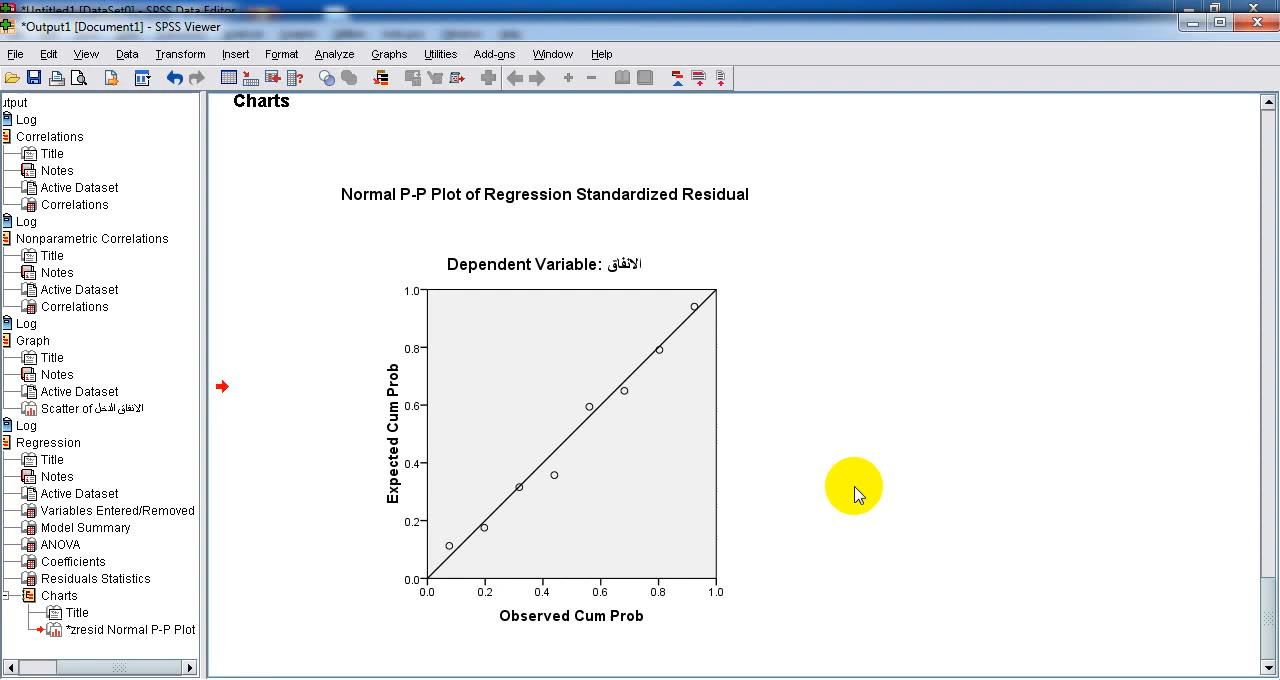 *Untitled1 [DataSet0] - SPSS Data Editor
*Output1 [Document1] - SPSS Viewer
File Edit View Data Transform Insert Format Analyze Graphs Utilities Add-ons Window Help
utput
Log
Correlations
Title
Notes
Active Dataset
Correlations
Log
Nonparametric Correlations
Title
Notes
Active Dataset
Correlations
Log
Graph
Title
Notes
Active Dataset
Scatter of الانفاق الدخل
Log
Regression
Title
Notes
Active Dataset
Variables Entered/Removed
Model Summary
ANOVA
Coefficients
Residuals Statistics
Charts
Title
*zresid Normal P-P Plot
Charts
Normal P-P Plot of Regression Standardized Residual
Dependent Variable: الانفاق
1.0
0.8
0.6
0.4
0.2
0.0
Expected Cum Prob
0.0 0.2 0.4 0.6 0.8 1.0
Observed Cum Prob